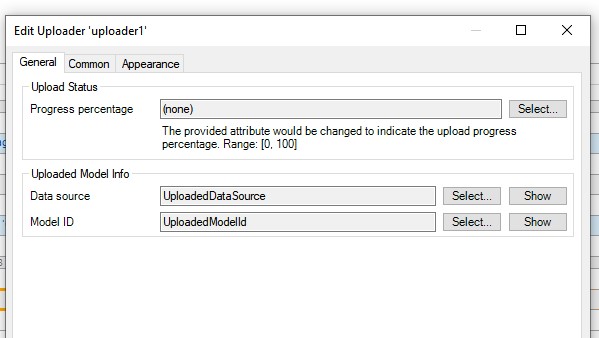 Edit Uploader 'uploader1'
General Common Appearance
Upload Status
Progress percentage (none) Select...
The provided attribute would be changed to indicate the upload progress
percentage. Range: [0, 100]
Uploaded Model Info
Data source UploadedDataSource Select... Show
Model ID UploadedModelId Select... Show